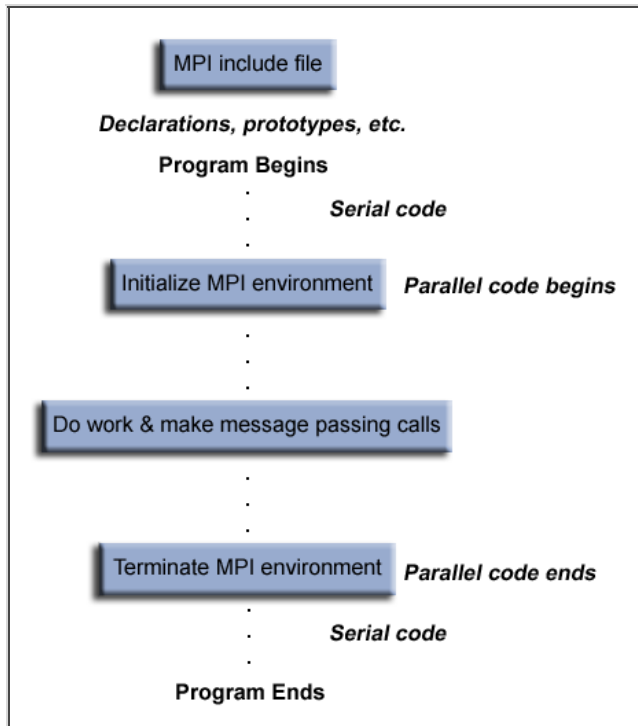 MPI include file
Declarations, prototypes, etc.
Program Begins
Serial code
Initialize MPI environment
Parallel code begins
Do work & make message passing calls
Terminate MPI environment
Parallel code ends
Serial code
Program Ends